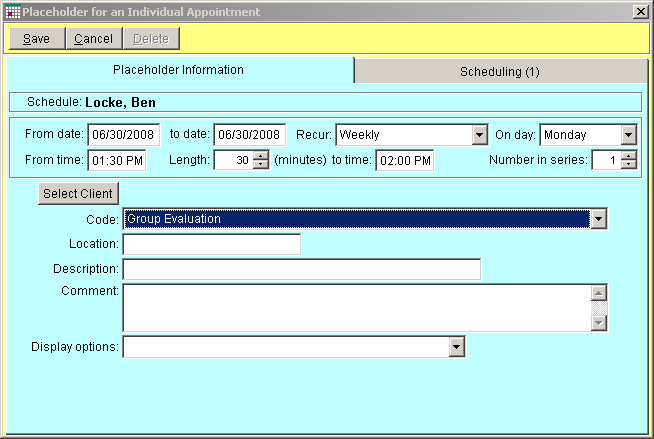 Placeholder for an Individual Appointment
Save Cancel Delete
Placeholder Information Scheduling (1)
Schedule: Locke, Ben
From date: 06/30/2008 to date: 06/30/2008 Recur: Weekly On day: Monday
From time: 01:30 PM Length: 30 (minutes) to time: 02:00 PM Number in series: 1
Select Client
Code: Group Evaluation
Location:
Description:
Comment:
Display options: